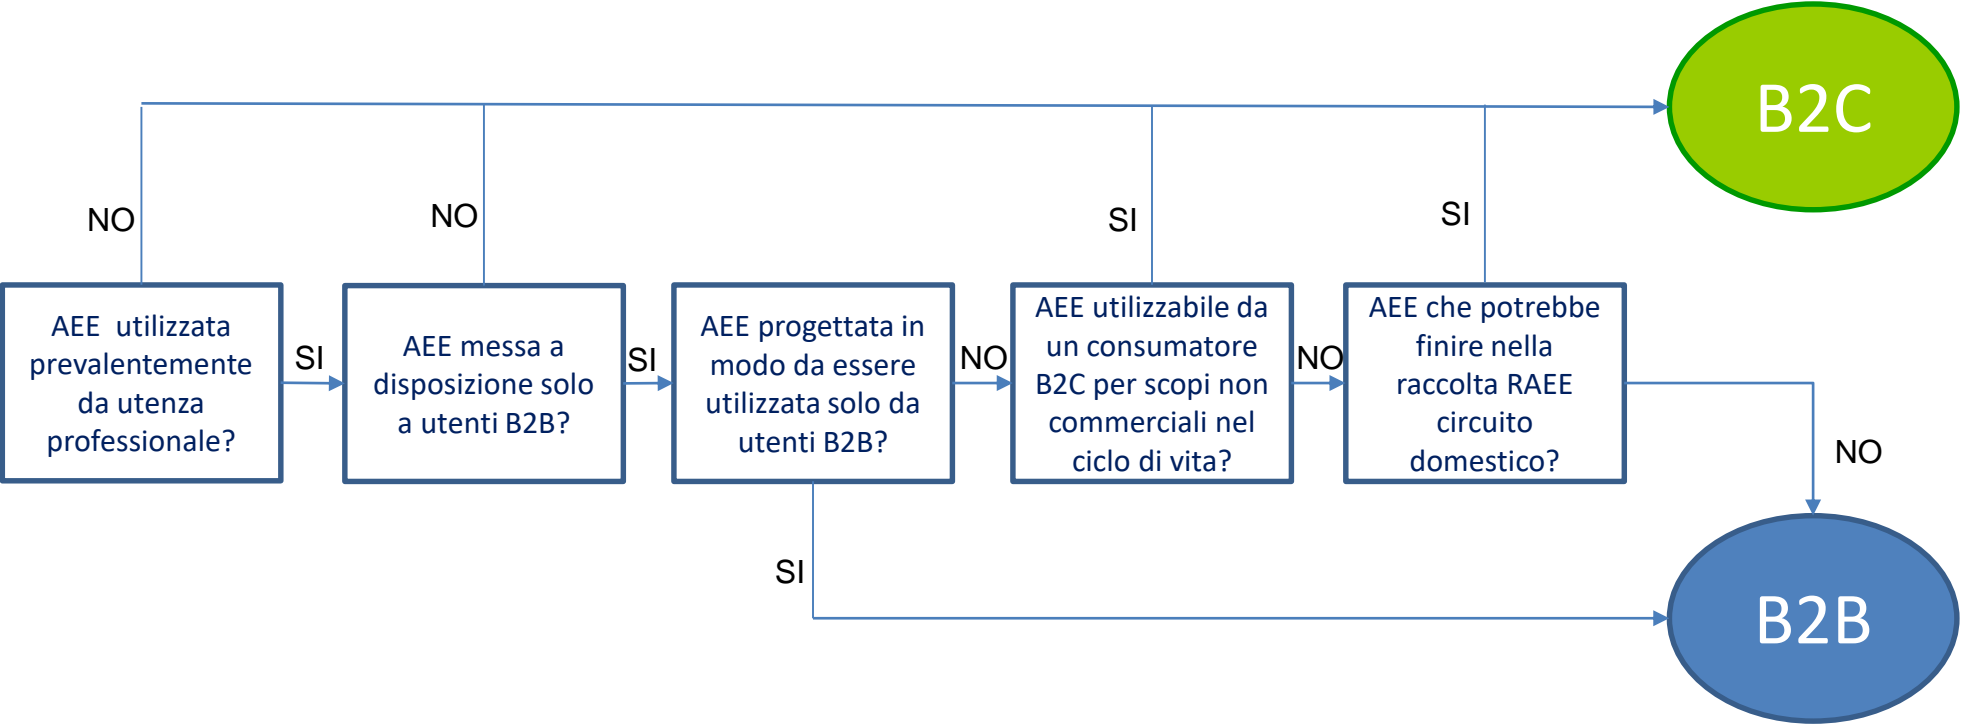 B2C
NO
NO
SI
SI
AEE utilizzata
prevalentemente
da utenza
professionale?
SI
AEE messa a
disposizione solo
a utenti B2B?
SI
AEE progettata in
modo da essere
utilizzata solo da
utenti B2B?
NO
AEE utilizzabile da
un consumatore
B2C per scopi non
commerciali nel
ciclo di vita?
NO
AEE che potrebbe
finire nella
raccolta RAEE
circuito
domestico?
NO
SI
B2B